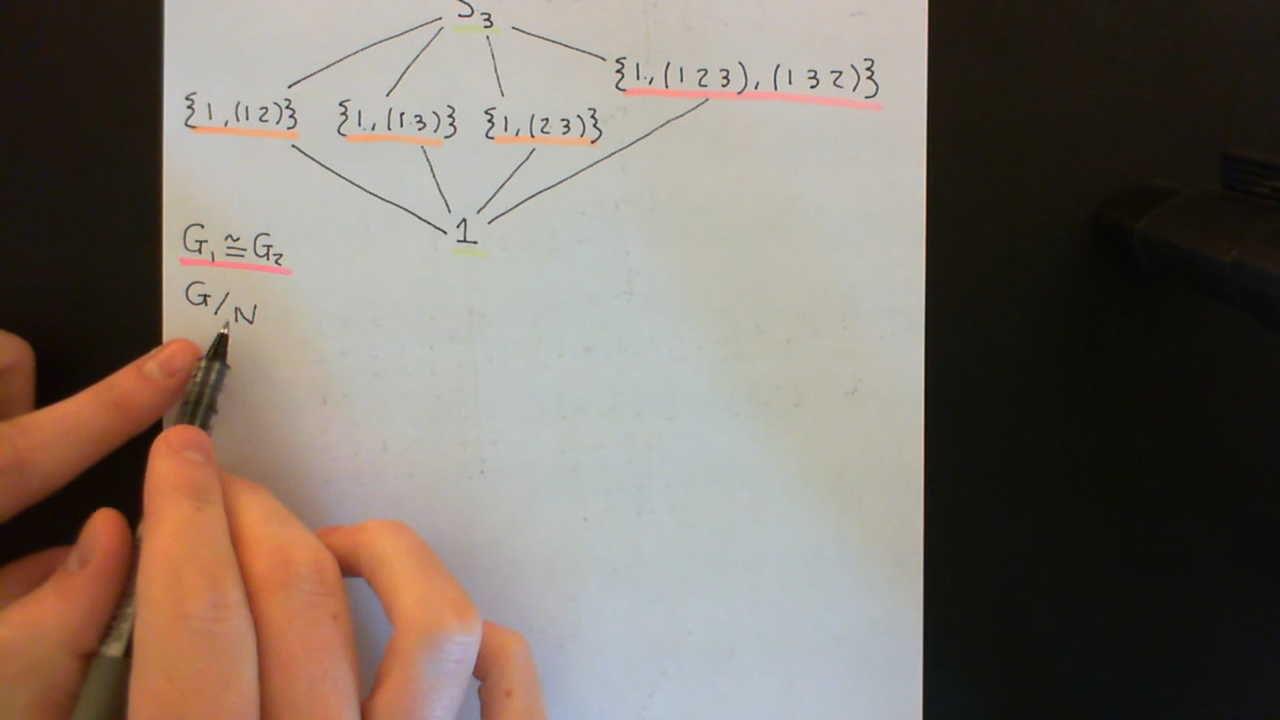 S₃
{1,(1 2)} {1,(1 3)} {1,(2 3)} {1,(1 2 3),(1 3 2)}
1
G₁ ≅ G₂
G/N